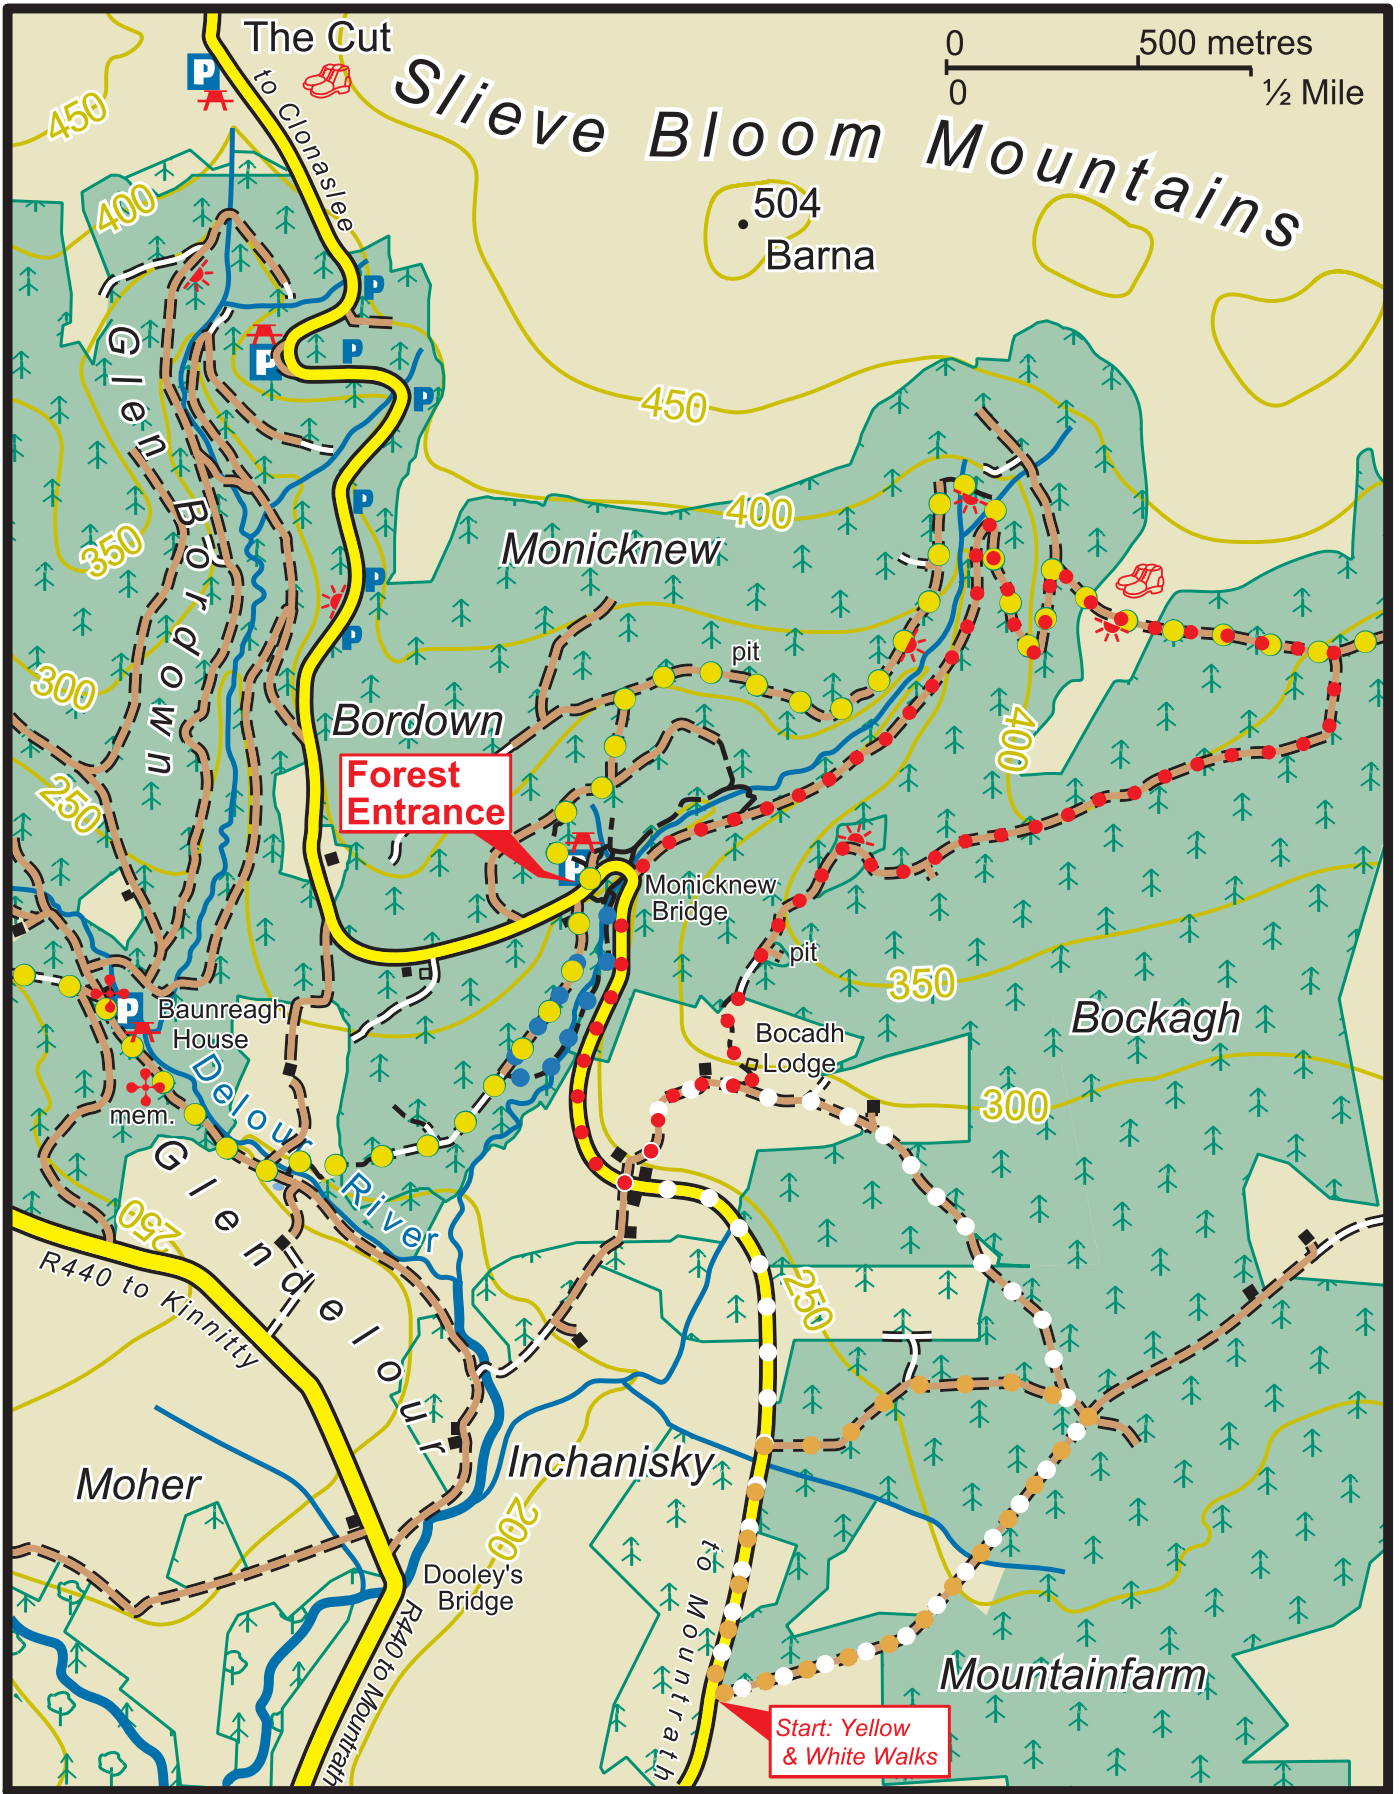 The Cut
0 500 metres
0 ½ Mile
to Clonaslee
Slieve Bloom Mountains
450
P
400
504
Barna
P
P
P
P
450
Glen Bordown
350
P
400
Monicknew
P
P
300
pit
Bordown
400
250
Forest
Entrance
P
Monicknew
Bridge
pit
350
Bockagh
P
Baunreagh
House
Bocadh
Lodge
Delour River
mem.
300
Glendelour
250
R440 to Kinnitty
250
Inchanisky
Moher
200
to Mountrath
Dooley's
Bridge
R440 to Mountrath
Mountainfarm
Start: Yellow
& White Walks